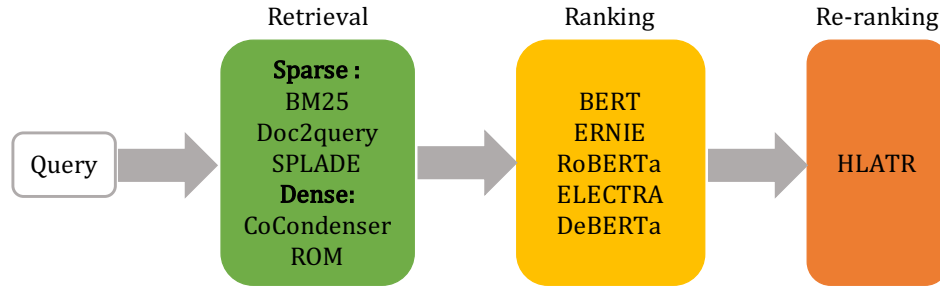 Retrieval
Ranking
Re-ranking
Query
Sparse :
BM25
Doc2query
SPLADE
Dense:
CoCondenser
ROM
BERT
ERNIE
RoBERTa
ELECTRA
DeBERTa
HLATR